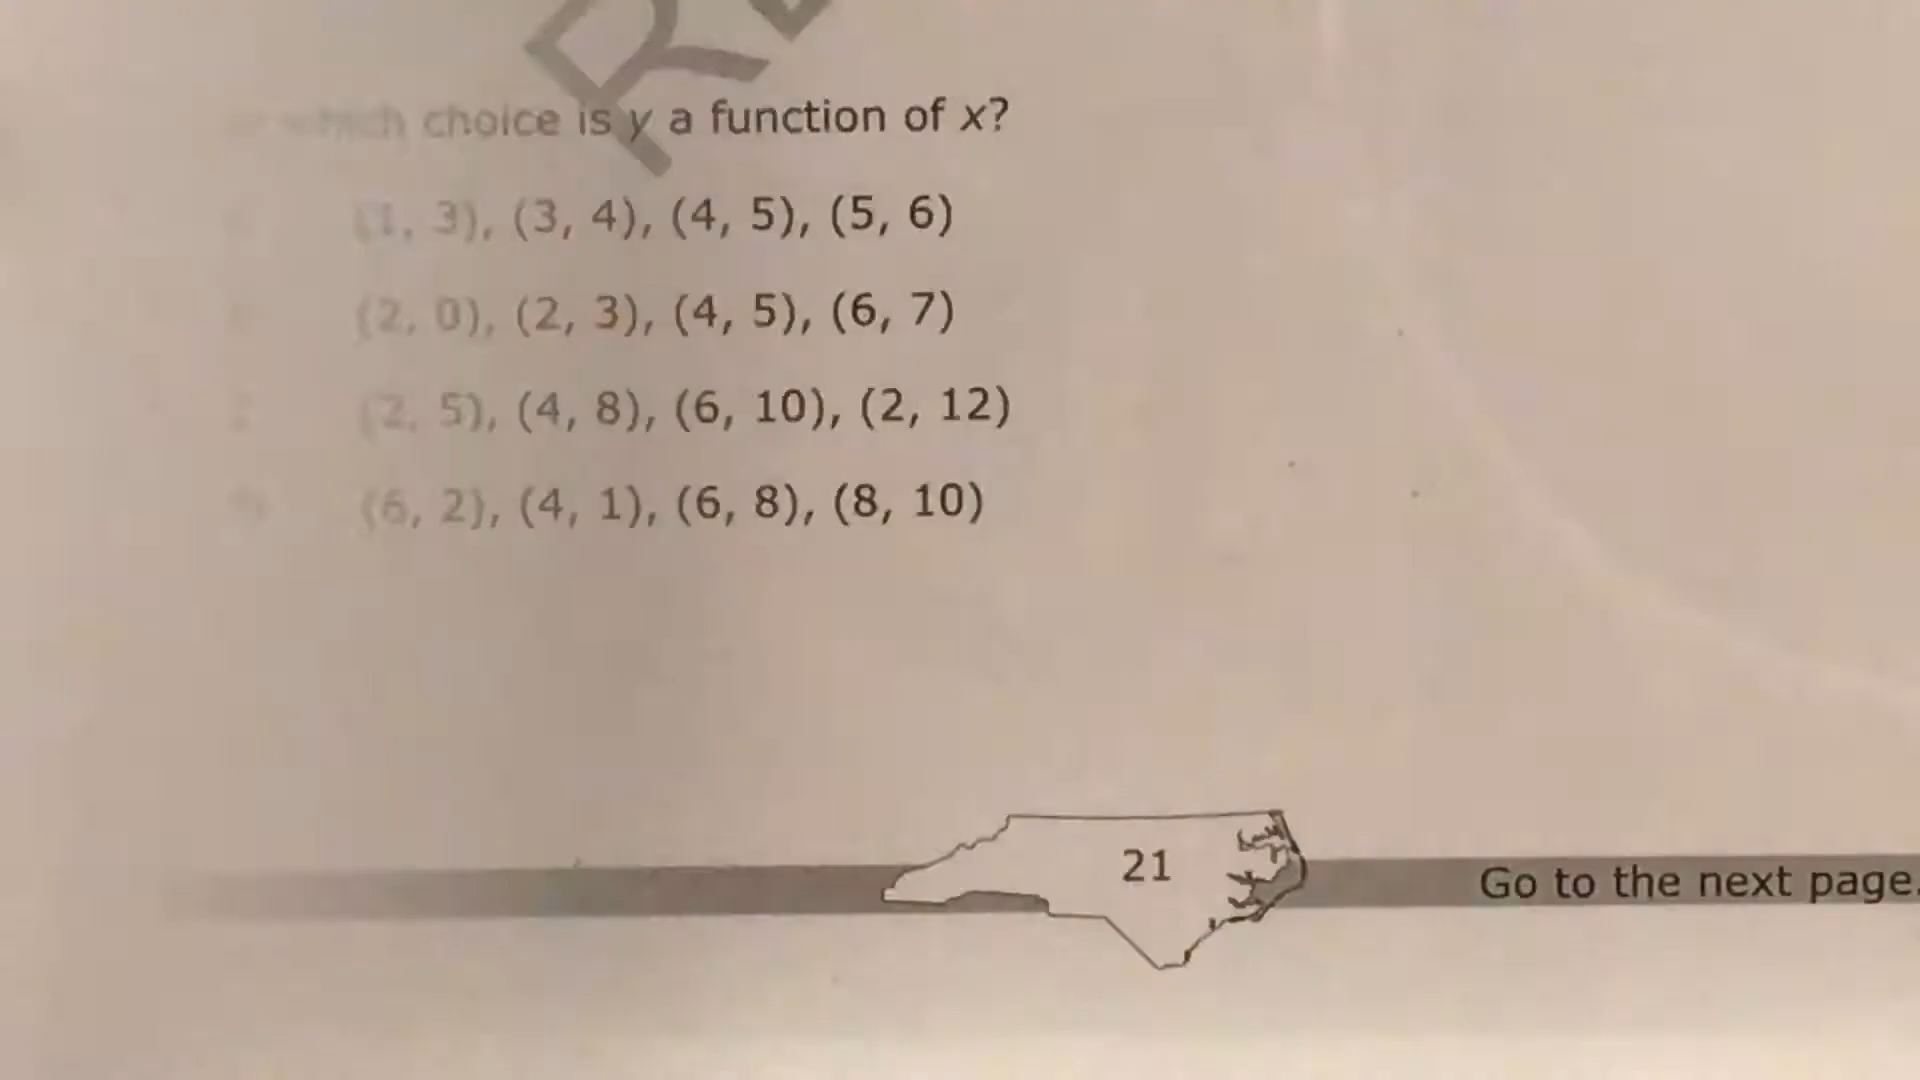 which choice is y a function of x?
(1, 3), (3, 4), (4, 5), (5, 6)
(2, 0), (2, 3), (4, 5), (6, 7)
(2, 5), (4, 8), (6, 10), (2, 12)
(6, 2), (4, 1), (6, 8), (8, 10)
21
Go to the next page.